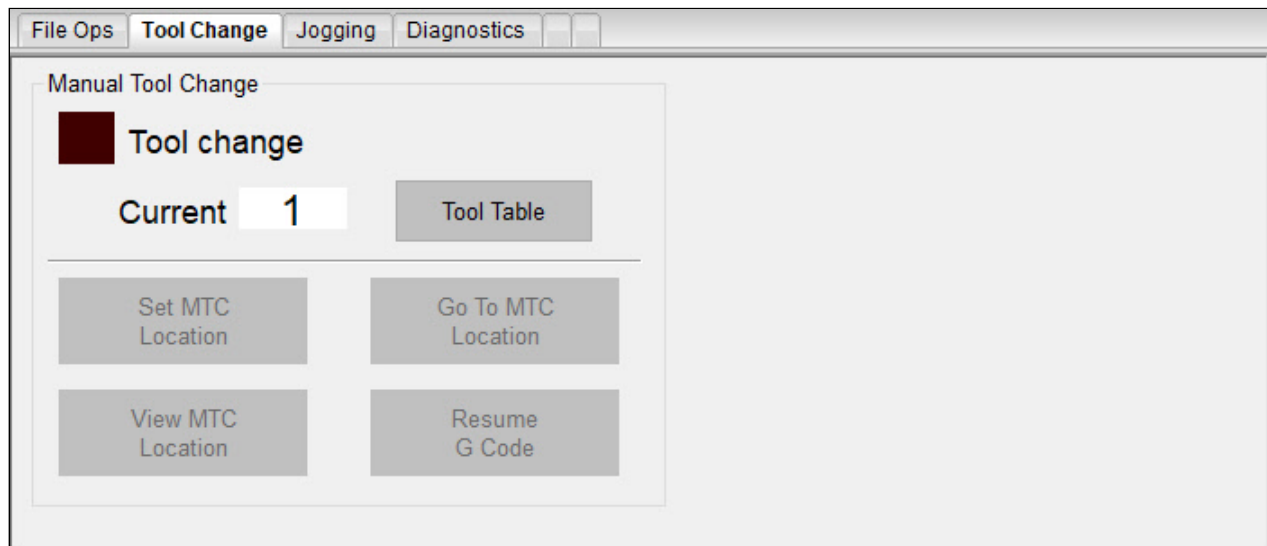 File Ops Tool Change Jogging Diagnostics
Manual Tool Change
Tool change
Current 1 Tool Table
Set MTC
Location
Go To MTC
Location
View MTC
Location
Resume
G Code